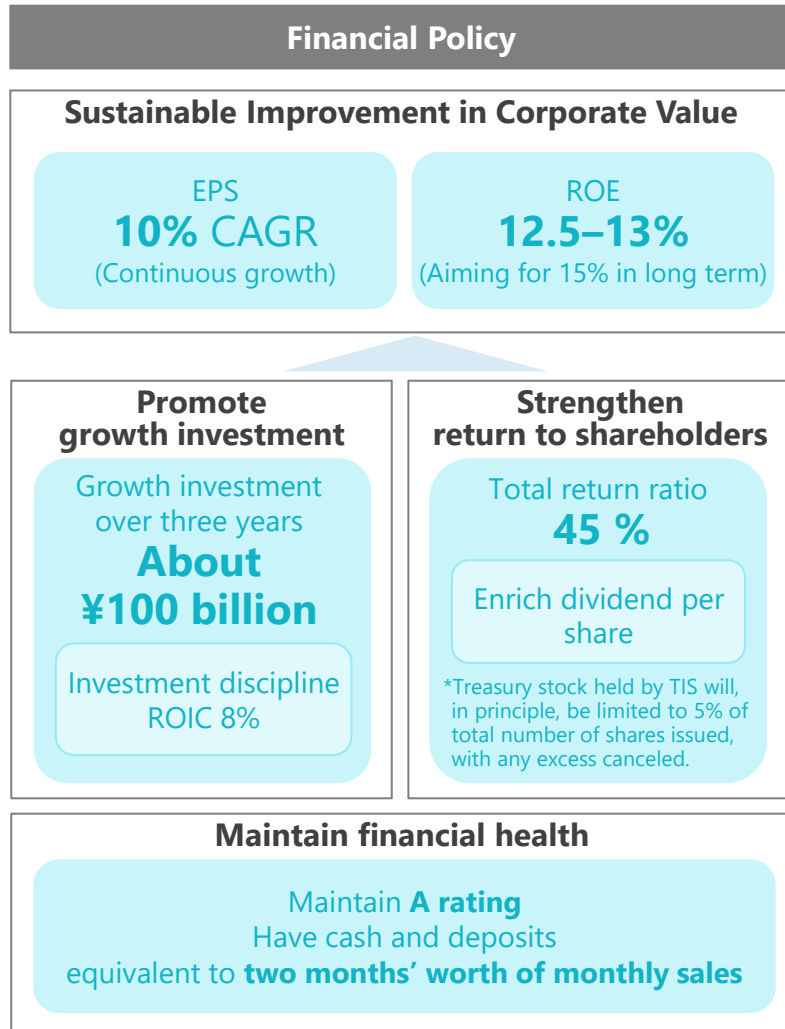 Financial Policy
Sustainable Improvement in Corporate Value
EPS
10% CAGR
(Continuous growth)
ROE
12.5–13%
(Aiming for 15% in long term)
Promote
growth investment
Growth investment
over three years
About
¥100 billion
Investment discipline
ROIC 8%
Strengthen
return to shareholders
Total return ratio
45 %
Enrich dividend per
share
*Treasury stock held by TIS will,
in principle, be limited to 5% of
total number of shares issued,
with any excess canceled.
Maintain financial health
Maintain A rating
Have cash and deposits
equivalent to two months’ worth of monthly sales